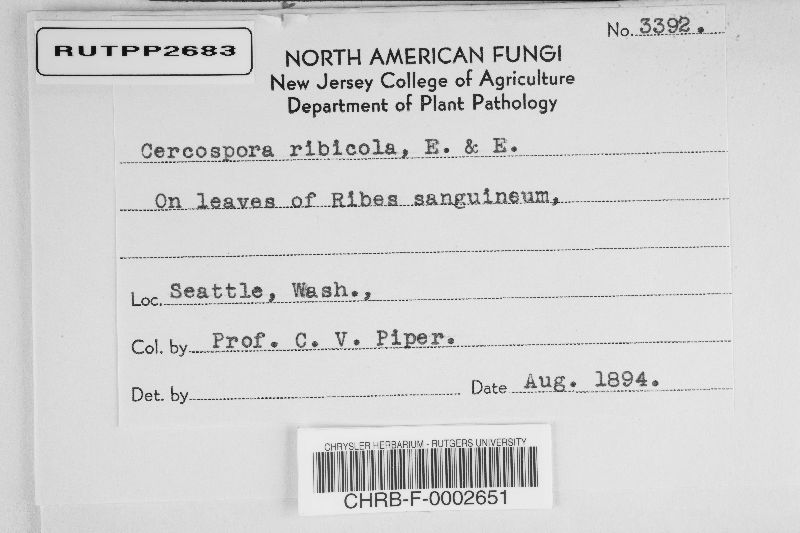 No. 3392.
RUTPP2683
NORTH AMERICAN FUNGI
New Jersey College of Agriculture
Department of Plant Pathology
Cercospora ribicola, E. & E.
On leaves of Ribes sanguineum,
Loc. Seattle, Wash.,
Col. by Prof. C. V. Piper.
Det. by
Date Aug. 1894.
CHRYSLER HERBARIUM - RUTGERS UNIVERSITY
CHRB-F-0002651